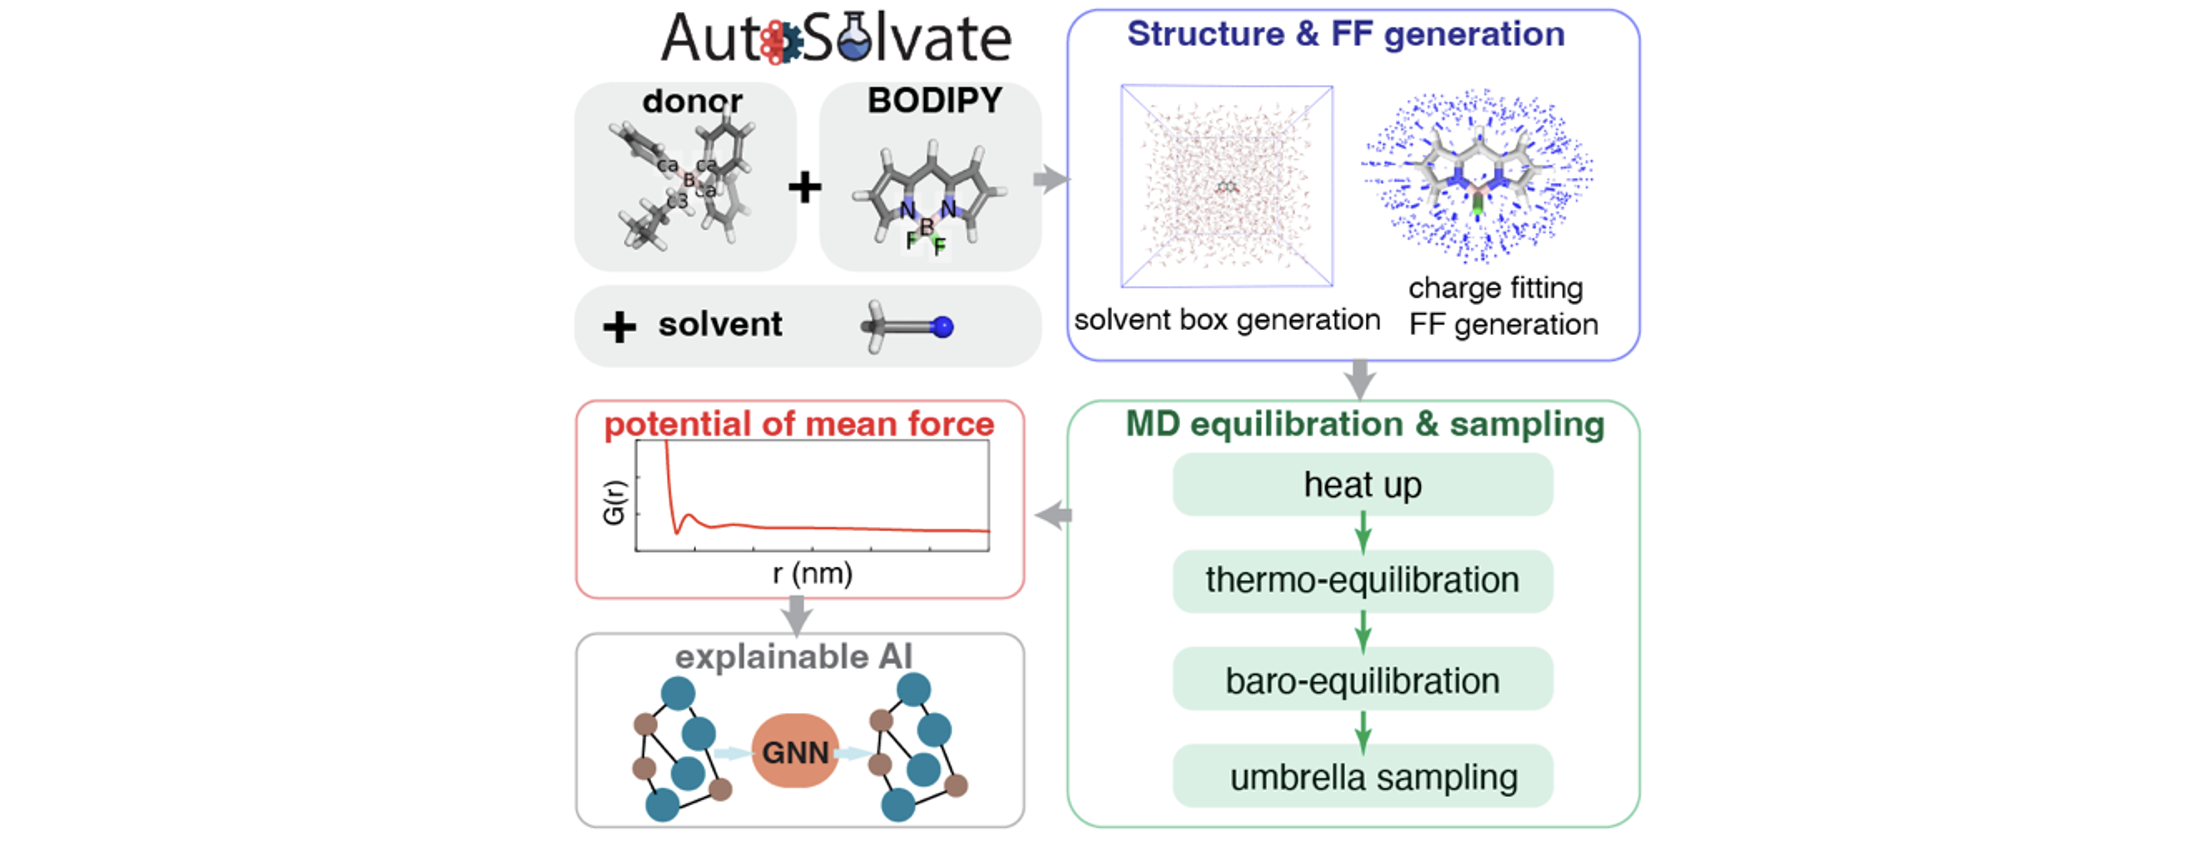 AutoSolvate
donor
BODIPY
ca
ca
B
ca
c3
+
N
N
B
F
F
+ solvent
Structure & FF generation
solvent box generation
charge fitting
FF generation
MD equilibration & sampling
heat up
thermo-equilibration
baro-equilibration
umbrella sampling
potential of mean force
G(r)
r (nm)
explainable AI
GNN